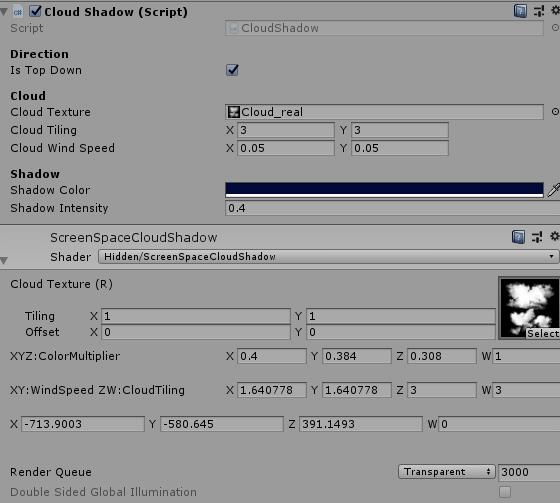 Cloud Shadow (Script)
Script CloudShadow
Direction
Is Top Down
Cloud
Cloud Texture Cloud_real
Cloud Tiling X 3 Y 3
Cloud Wind Speed X 0.05 Y 0.05
Shadow
Shadow Color
Shadow Intensity 0.4
ScreenSpaceCloudShadow
Shader Hidden/ScreenSpaceCloudShadow
Cloud Texture (R)
Tiling X 1 Y 1
Offset X 0 Y 0
Select
XYZ:ColorMultiplier X 0.4 Y 0.384 Z 0.308 W 1
XY:WindSpeed ZW:CloudTiling X 1.640778 Y 1.640778 Z 3 W 3
X -713.9003 Y -580.645 Z 391.1493 W 0
Render Queue Transparent 3000
Double Sided Global Illumination